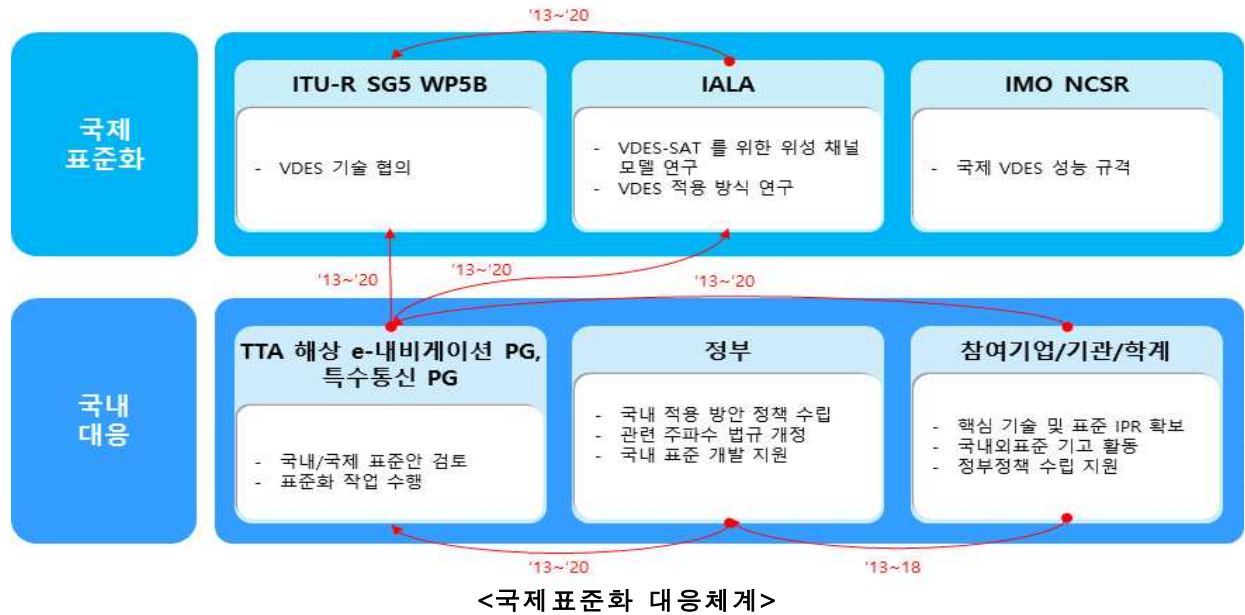 '13~'20
국제
표준화
ITU-R SG5 WP5B
- VDES 기술 협의
IALA
- VDES-SAT 를 위한 위성 채널
모델 연구
- VDES 적용 방식 연구
IMO NCSR
- 국제 VDES 성능 규격
'13~'20
'13~'20
'13~'20
국내
대응
TTA 해상 e-내비게이션 PG,
특수통신 PG
- 국내/국제 표준안 검토
- 표준화 작업 수행
정부
- 국내 적용 방안 정책 수립
- 관련 주파수 법규 개정
- 국내 표준 개발 지원
참여기업/기관/학계
- 핵심 기술 및 표준 IPR 확보
- 국내외표준 기고 활동
- 정부정책 수립 지원
'13~'20
'13~18
<국제표준화 대응체계>